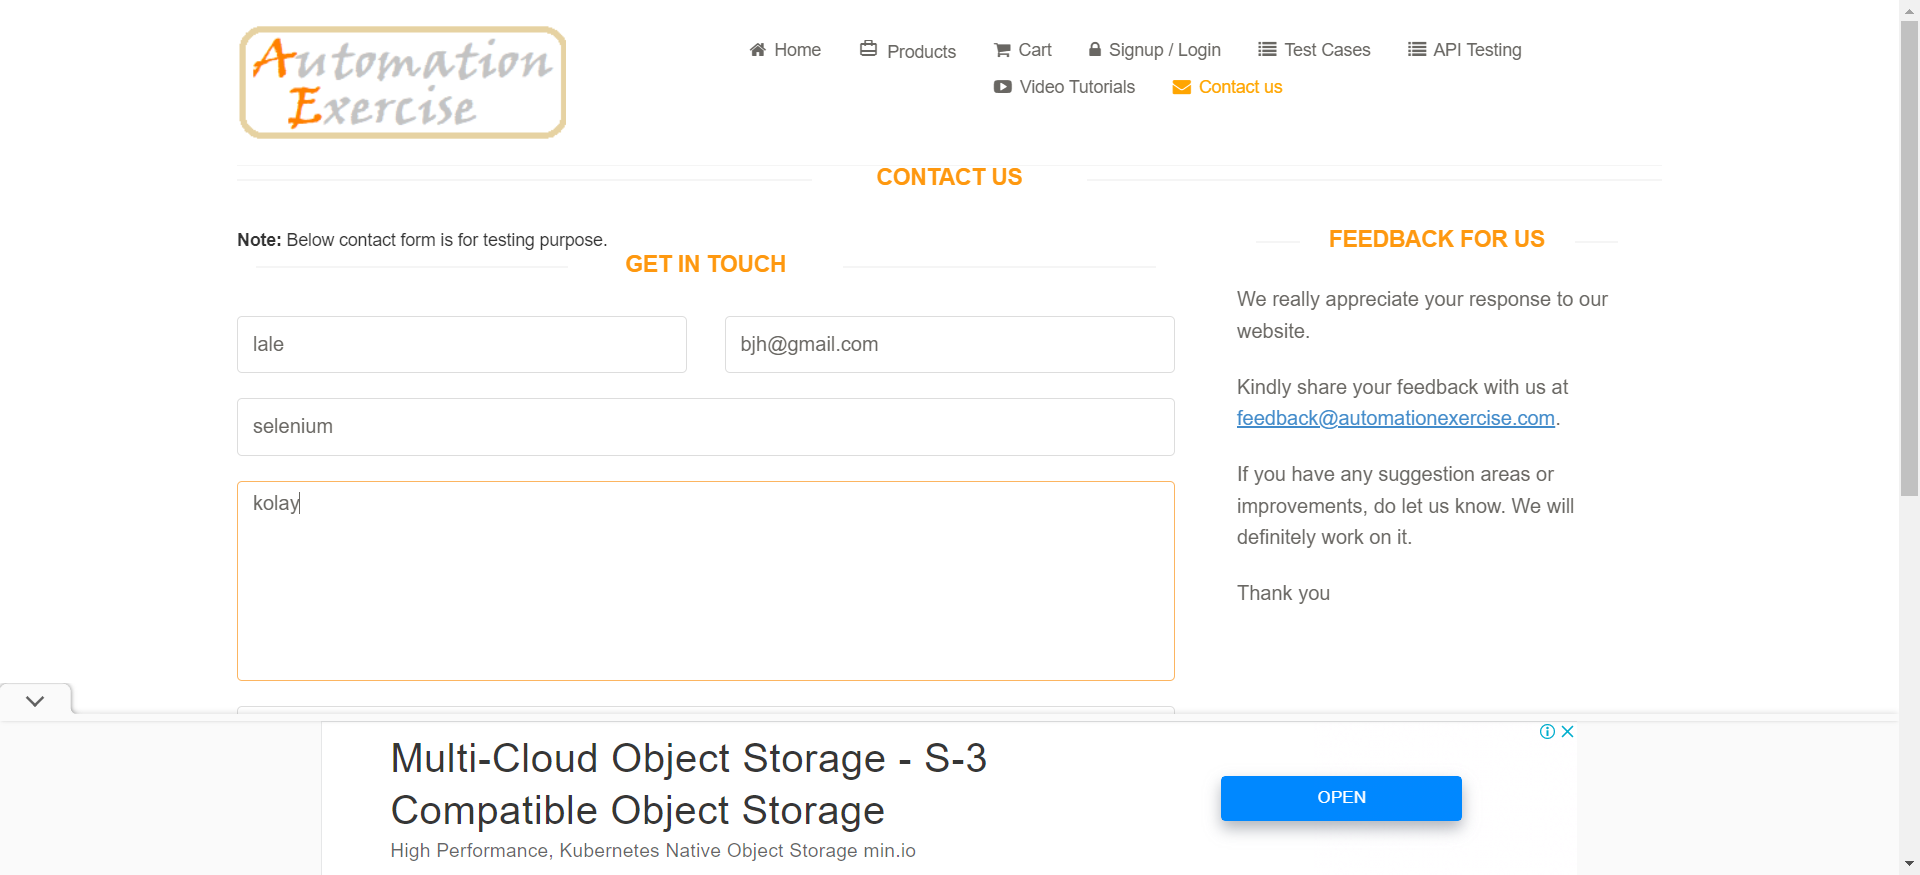 Automation
Exercise
Home
Products
Cart
Signup / Login
Test Cases
API Testing
Video Tutorials
Contact us
CONTACT US
Note: Below contact form is for testing purpose.
GET IN TOUCH
lale
bjh@gmail.com
selenium
kolay
FEEDBACK FOR US
We really appreciate your response to our
website.
Kindly share your feedback with us at
feedback@automationexercise.com.
If you have any suggestion areas or
improvements, do let us know. We will
definitely work on it.
Thank you
Multi-Cloud Object Storage - S-3
Compatible Object Storage
High Performance, Kubernetes Native Object Storage min.io
OPEN